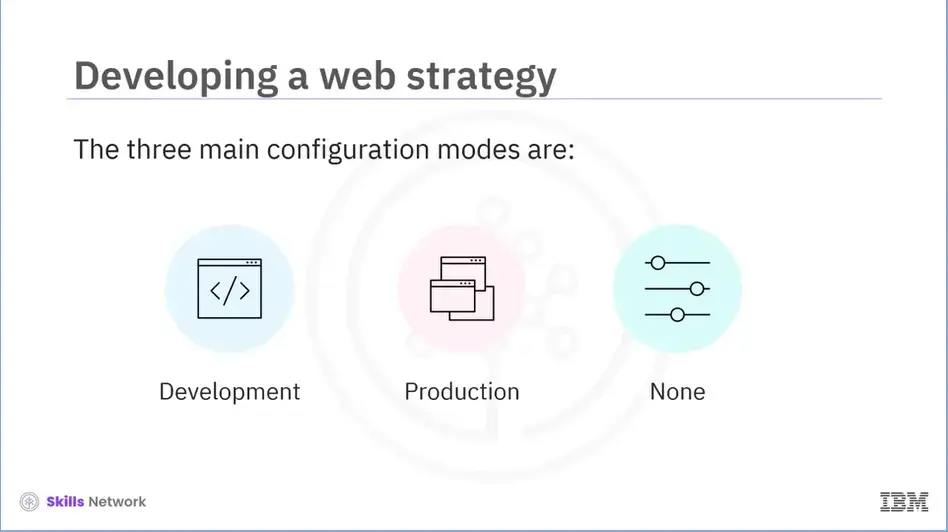 Developing a web strategy
The three main configuration modes are:
Development
Production
None
Skills Network
IBM